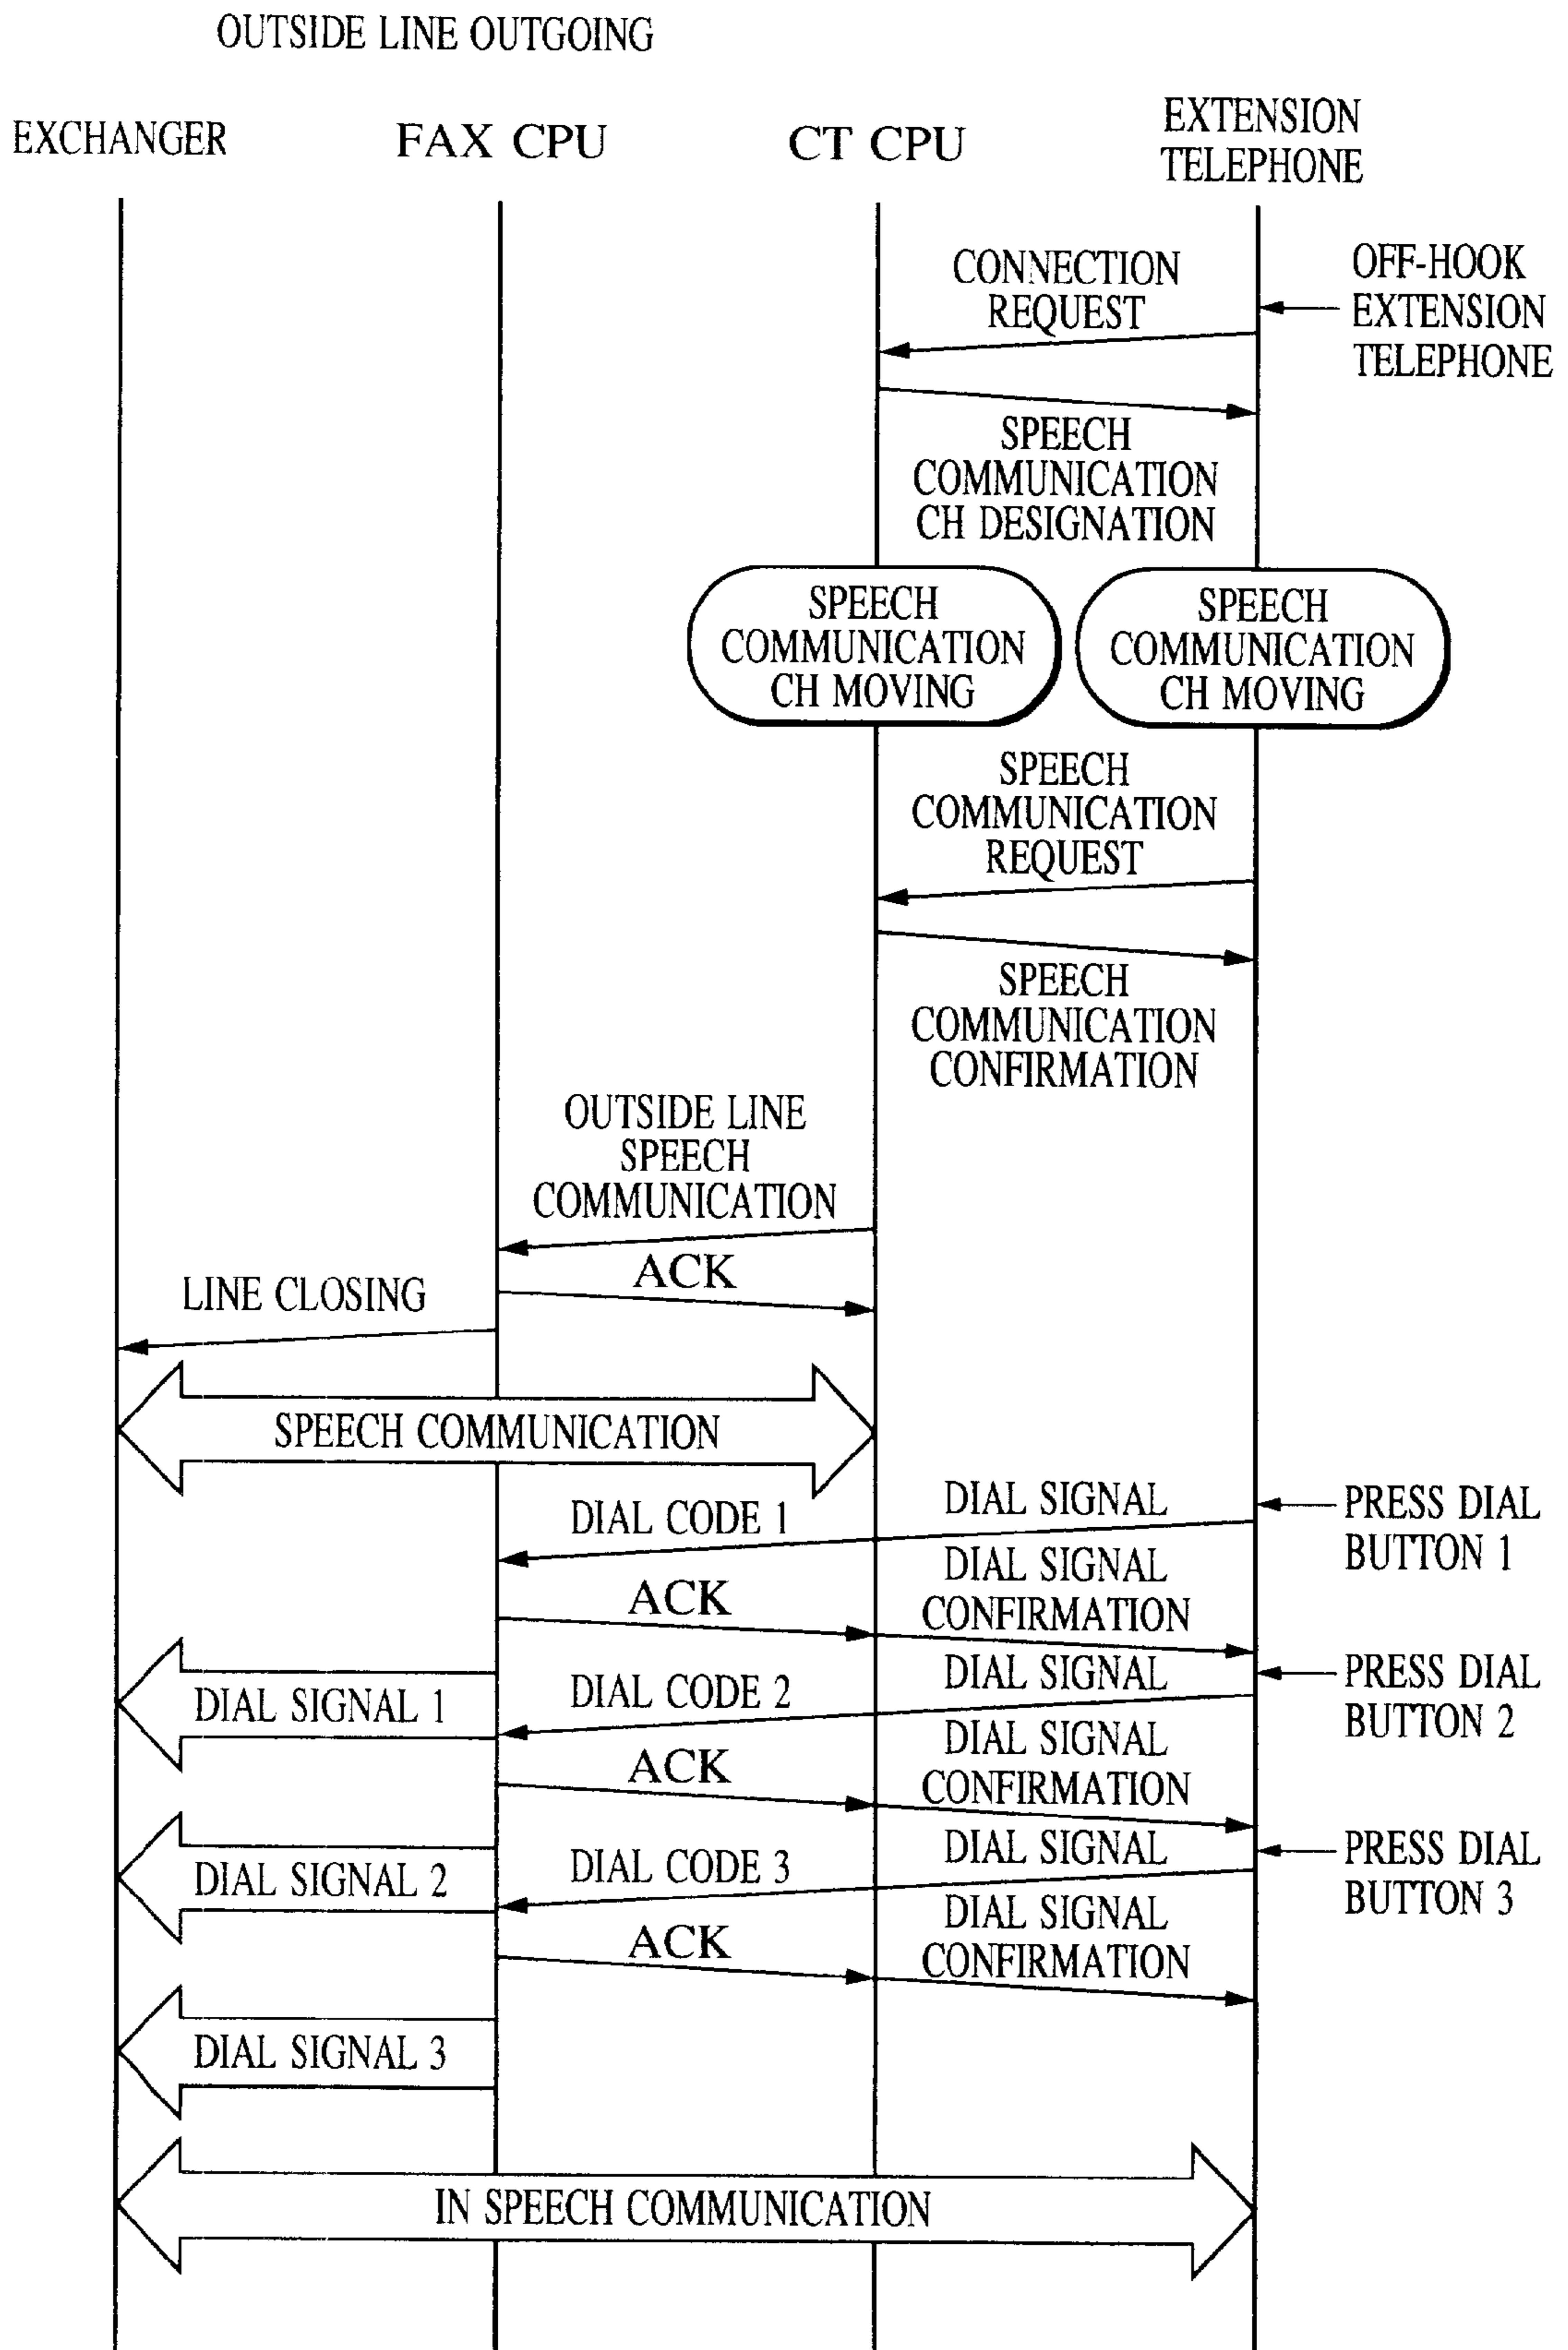 OUTSIDE LINE OUTGOING
EXCHANGER
FAX CPU
CT CPU
EXTENSION
TELEPHONE
CONNECTION
REQUEST
OFF-HOOK
EXTENSION
TELEPHONE
SPEECH
COMMUNICATION
CH DESIGNATION
SPEECH
COMMUNICATION
CH MOVING
SPEECH
COMMUNICATION
CH MOVING
SPEECH
COMMUNICATION
REQUEST
SPEECH
COMMUNICATION
CONFIRMATION
OUTSIDE LINE
SPEECH
COMMUNICATION
ACK
LINE CLOSING
SPEECH COMMUNICATION
DIAL CODE 1
DIAL SIGNAL
PRESS DIAL
BUTTON 1
ACK
DIAL SIGNAL
CONFIRMATION
DIAL SIGNAL 1
DIAL CODE 2
DIAL SIGNAL
PRESS DIAL
BUTTON 2
ACK
DIAL SIGNAL
CONFIRMATION
DIAL SIGNAL 2
DIAL CODE 3
DIAL SIGNAL
PRESS DIAL
BUTTON 3
ACK
DIAL SIGNAL
CONFIRMATION
DIAL SIGNAL 3
IN SPEECH COMMUNICATION